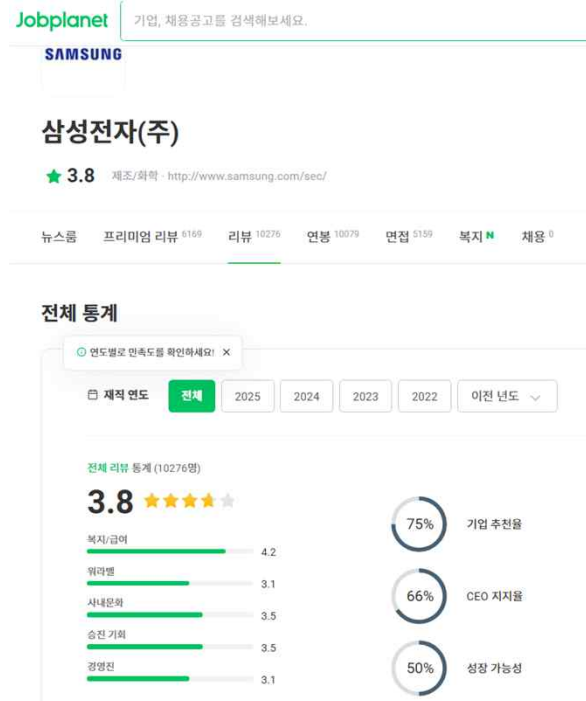 Jobplanet 기업, 채용공고를 검색해보세요.
SAMSUNG
삼성전자(주)
3.8 제조/화학 · http://www.samsung.com/sec/
뉴스룸 프리미엄 리뷰 6169 리뷰 10276 연봉 10079 면접 5159 복지 N 채용 0
전체 통계
연도별로 만족도를 확인하세요! ×
재직 연도 전체 2025 2024 2023 2022 이전 년도
전체 리뷰 통계 (10276명)
3.8
복지/급여 4.2
워라밸 3.1
사내문화 3.5
승진 기회 3.5
경영진 3.1
75% 기업 추천율
66% CEO 지지율
50% 성장 가능성